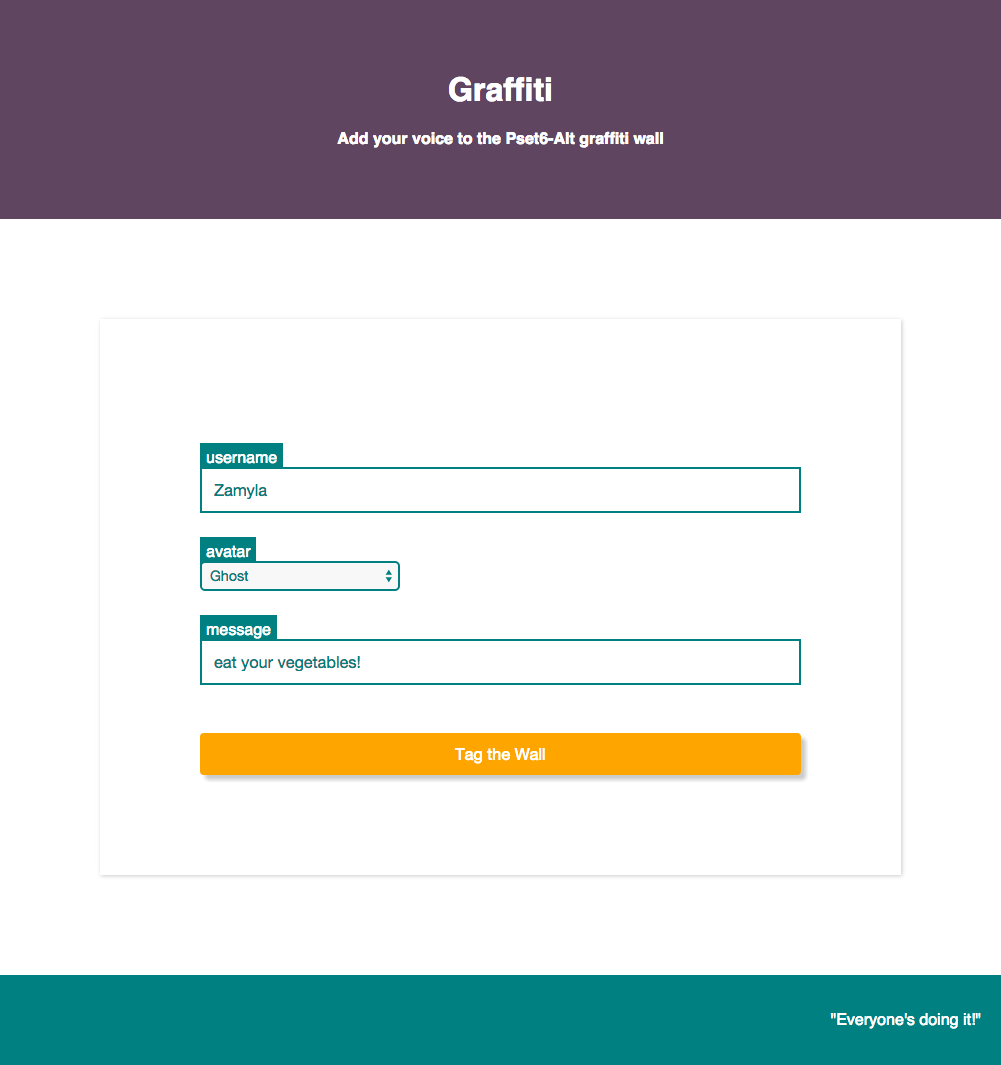 Graffiti
Add your voice to the Pset6-Alt graffiti wall
username
Zamyla
avatar
Ghost
message
eat your vegetables!
Tag the Wall
"Everyone's doing it!"